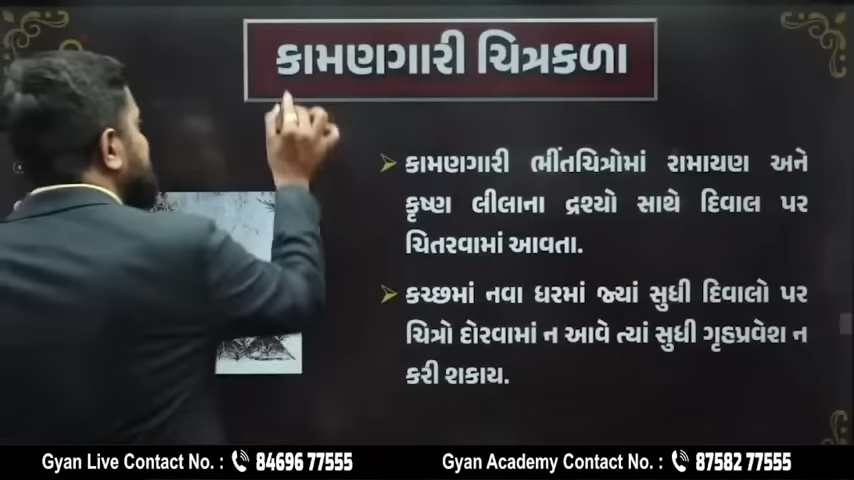 કામણગારી ચિત્રકળા
➢ કામણગારી ભીંતચિત્રોમાં રામાયણ અને
કૃષ્ણ લીલાના દ્રશ્યો સાથે દિવાલ પર
ચિતરવામાં આવતા.
➢ કચ્છમાં નવા ઘરમાં જ્યાં સુધી દિવાલો પર
ચિત્રો દોરવામાં ન આવે ત્યાં સુધી ગૃહપ્રવેશ ન
કરી શકાય.
Gyan Live Contact No. : 84696 77555
Gyan Academy Contact No. : 87582 77555